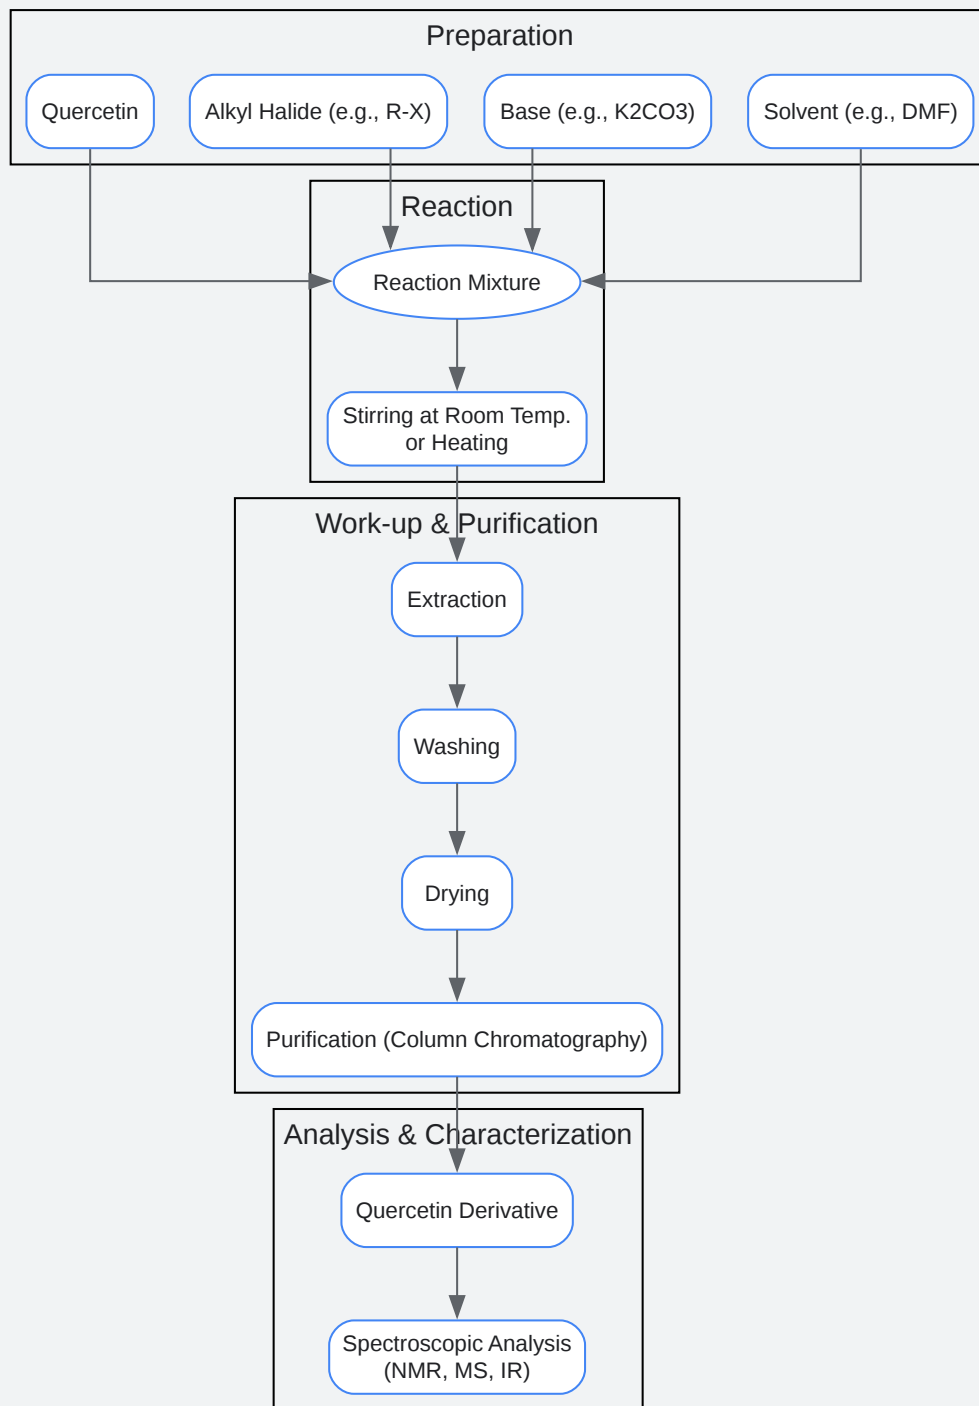 Preparation
Quercetin
Alkyl Halide (e.g., R-X)
Base (e.g., K2CO3)
Solvent (e.g., DMF)
Reaction
Reaction Mixture
Stirring at Room Temp.
or Heating
Work-up & Purification
Extraction
Washing
Drying
Purification (Column Chromatography)
Analysis & Characterization
Quercetin Derivative
Spectroscopic Analysis
(NMR, MS, IR)